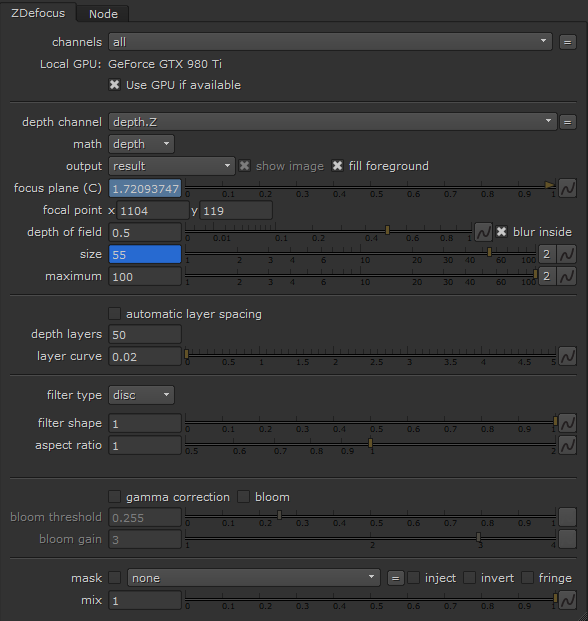 ZDefocus Node
channels all =
Local GPU: GeForce GTX 980 Ti
Use GPU if available
depth channel depth.Z =
math depth
output result show image fill foreground
focus plane (C) 1.72093747 0 0.1 0.2 0.3 0.4 0.5 0.6 0.7 0.8 0.9 1
focal point x 1104 y 119
depth of field 0.5 0 0.01 0.1 0.2 0.4 0.6 0.8 1 blur inside
size 55 1 2 3 4 6 10 20 30 40 60 100 2
maximum 100 1 2 3 4 6 10 20 30 40 60 100 2
automatic layer spacing
depth layers 50
layer curve 0.02 0 0.5 1 1.5 2 2.5 3 3.5 4 4.5 5
filter type disc
filter shape 1 0 0.1 0.2 0.3 0.4 0.5 0.6 0.7 0.8 0.9 1
aspect ratio 1 0.5 0.6 0.7 0.8 0.9 1 2
gamma correction bloom
bloom threshold 0.255 0 0.1 0.2 0.3 0.4 0.5 0.6 0.7 0.8 0.9 1
bloom gain 3 1 2 3 4
mask none = inject invert fringe
mix 1 0 0.1 0.2 0.3 0.4 0.5 0.6 0.7 0.8 0.9 1